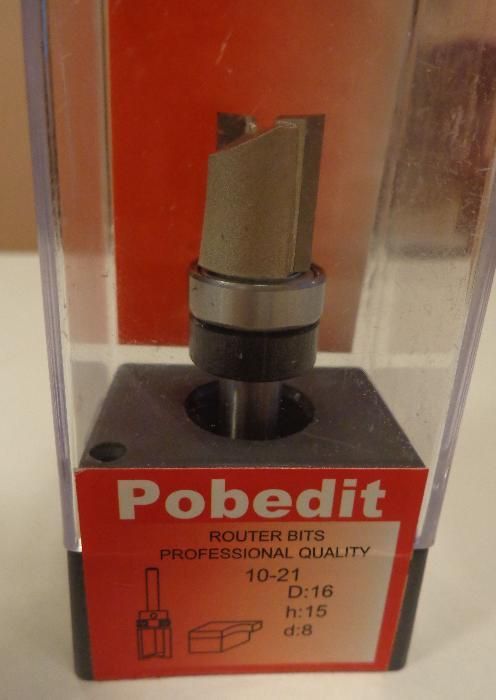 Pobedit
ROUTER BITS
PROFESSIONAL QUALITY
10-21
D:16
h:15
d:8